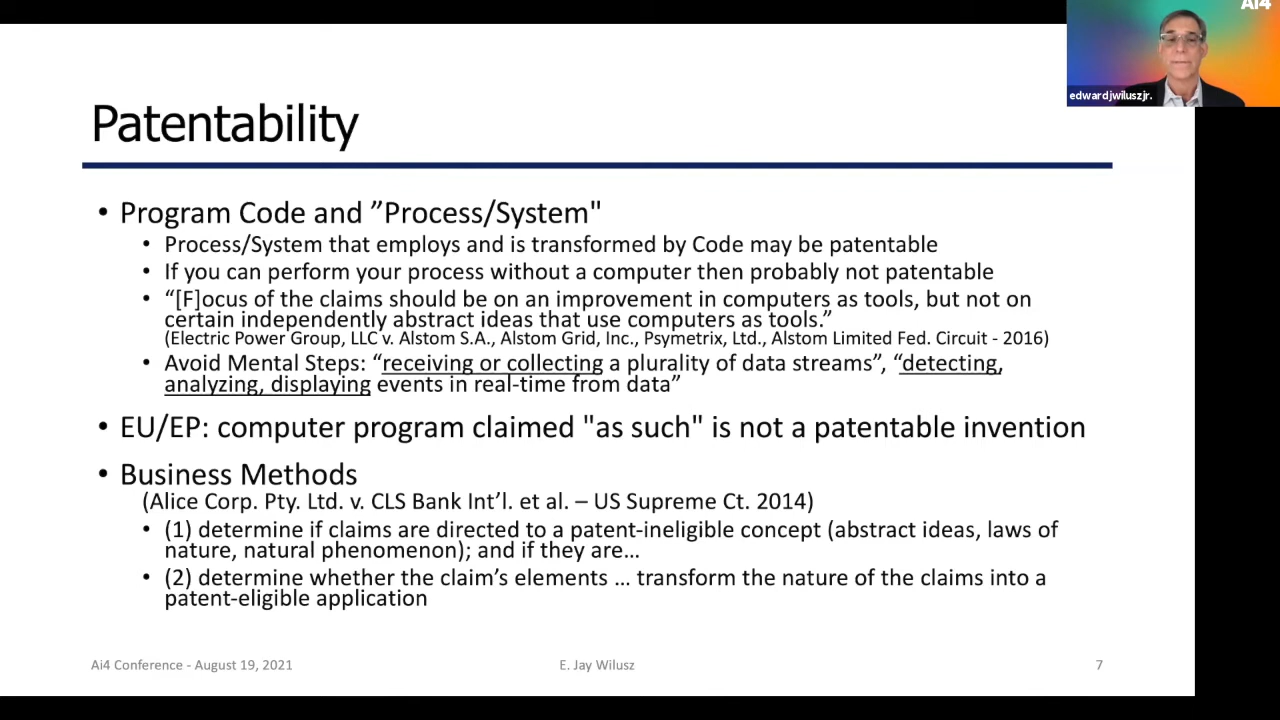 Ai4
edwardjwiluszjr.
Patentability
• Program Code and ”Process/System"
• Process/System that employs and is transformed by Code may be patentable
• If you can perform your process without a computer then probably not patentable
• “[F]ocus of the claims should be on an improvement in computers as tools, but not on
certain independently abstract ideas that use computers as tools.”
(Electric Power Group, LLC v. Alstom S.A., Alstom Grid, Inc., Psymetrix, Ltd., Alstom Limited Fed. Circuit - 2016)
• Avoid Mental Steps: “receiving or collecting a plurality of data streams”, “detecting,
analyzing, displaying events in real-time from data”
• EU/EP: computer program claimed "as such" is not a patentable invention
• Business Methods
(Alice Corp. Pty. Ltd. v. CLS Bank Int’l. et al. – US Supreme Ct. 2014)
• (1) determine if claims are directed to a patent-ineligible concept (abstract ideas, laws of
nature, natural phenomenon); and if they are…
• (2) determine whether the claim’s elements … transform the nature of the claims into a
patent-eligible application
Ai4 Conference - August 19, 2021
E. Jay Wilusz
7